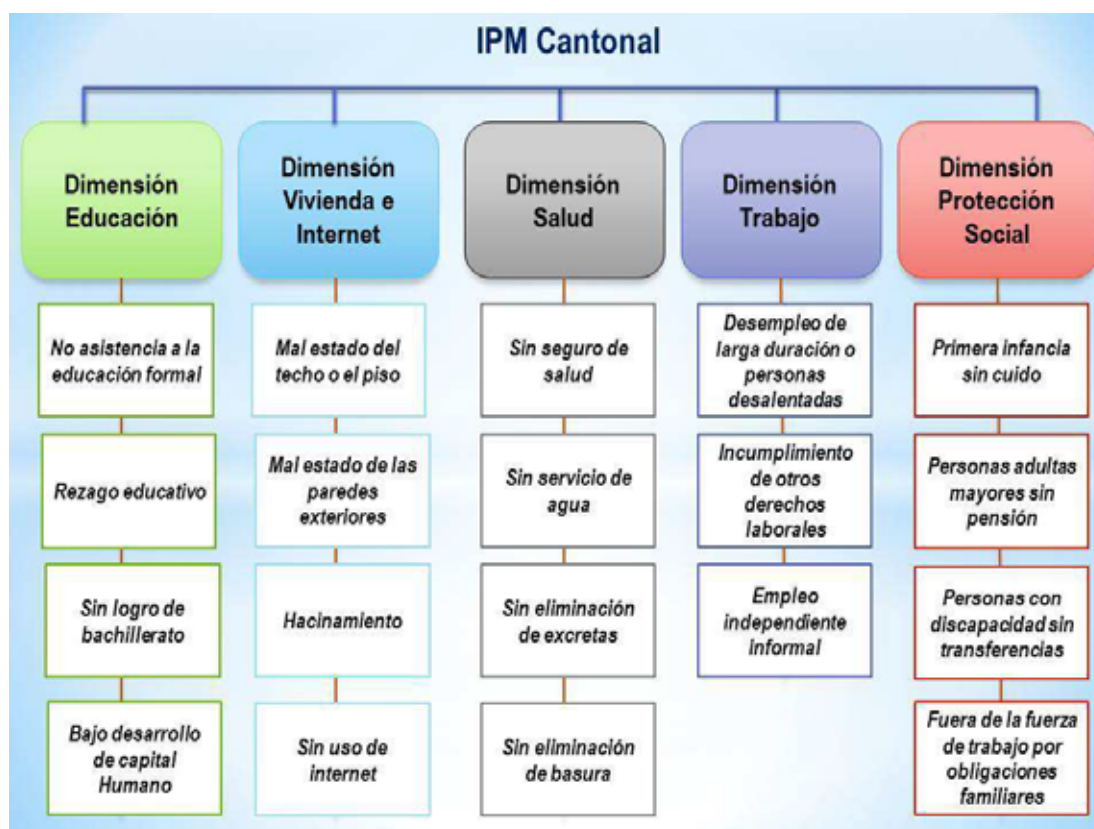 IPM Cantonal
Dimensión
Educación
No asistencia a la
educación formal
Rezago educativo
Sin logro de
bachillerato
Bajo desarrollo
de capital
Humano
Dimensión
Vivienda e
Internet
Mal estado del
techo o el piso
Mal estado de las
paredes
exteriores
Hacinamiento
Sin uso de
internet
Dimensión
Salud
Sin seguro de
salud
Sin servicio de
agua
Sin eliminación
de excretas
Sin eliminación
de basura
Dimensión
Trabajo
Desempleo de
larga duración o
personas
desalentadas
Incumplimiento
de otros
derechos
laborales
Empleo
independiente
informal
Dimensión
Protección
Social
Primera infancia
sin cuido
Personas adultas
mayores sin
pensión
Personas con
discapacidad sin
transferencias
Fuera de la fuerza
de trabajo por
obligaciones
familiares